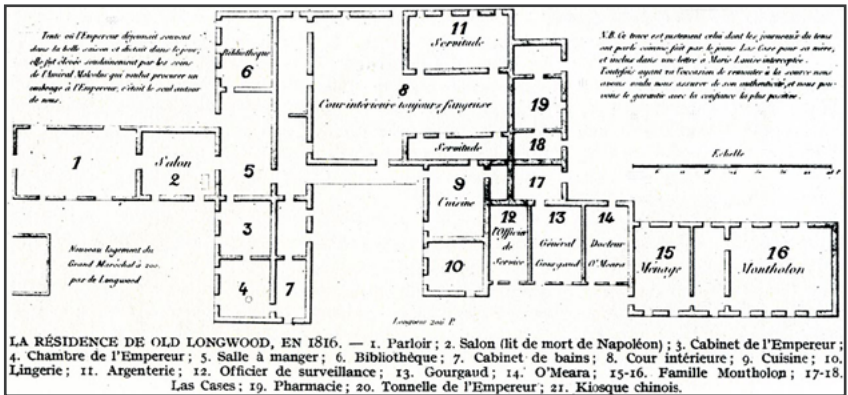 Tente où l'Empereur déjeunait souvent
dans la belle saison et dictait dans le jour,
elle fut élevée soudainement par les soins
de l'Amiral Malcolm qui voulut procurer un
ombrage à l'Empereur, c'était le seul autour
de nous.
N.B. Ce tracé est justement celui dont les journaux du tems
ont parlé comme fait par le jeune Las Case pour sa mère,
et inclus dans une lettre à Marie Louise interceptée.
Toutefois ayant eu l'occasion de remonter à la source nous
avons voulu nous assurer de son authenticité, et nous pou-
vons le garantir avec la confiance la plus positive.
Bibliothèque
6
11
Servitude
8
Cour intérieure toujours fangeuse
19
18
Servitude
17
Echelle
1
Salon
2
5
3
4
7
9
Cuisine
10
12
l'Officier
de
Service
13
Général
Gourgaud
14
Docteur
O'Meara
15
Ménage
16
Montholon
Nouveau logement du
Grand Maréchal à 200.
pas de Longwood
LA RÉSIDENCE DE OLD LONGWOOD, EN 1816. — 1. Parloir ; 2. Salon (lit de mort de Napoléon) ; 3. Cabinet de l'Empereur ;
4. Chambre de l'Empereur ; 5. Salle à manger ; 6. Bibliothèque ; 7. Cabinet de bains ; 8. Cour intérieure ; 9. Cuisine ; 10.
Lingerie ; 11. Argenterie ; 12. Officier de surveillance ; 13. Gourgaud ; 14. O'Meara ; 15-16. Famille Montholon ; 17-18.
Las Cases ; 19. Pharmacie ; 20. Tonnelle de l'Empereur ; 21. Kiosque chinois.